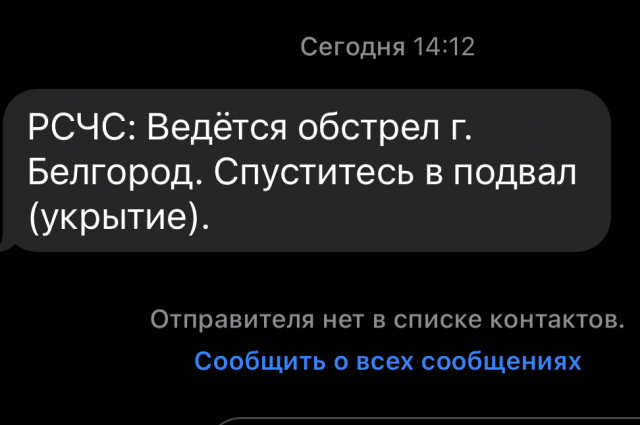 Сегодня 14:12
РСЧС: Ведётся обстрел г.
Белгород. Спуститесь в подвал
(укрытие).
Отправителя нет в списке контактов.
Сообщить о всех сообщениях